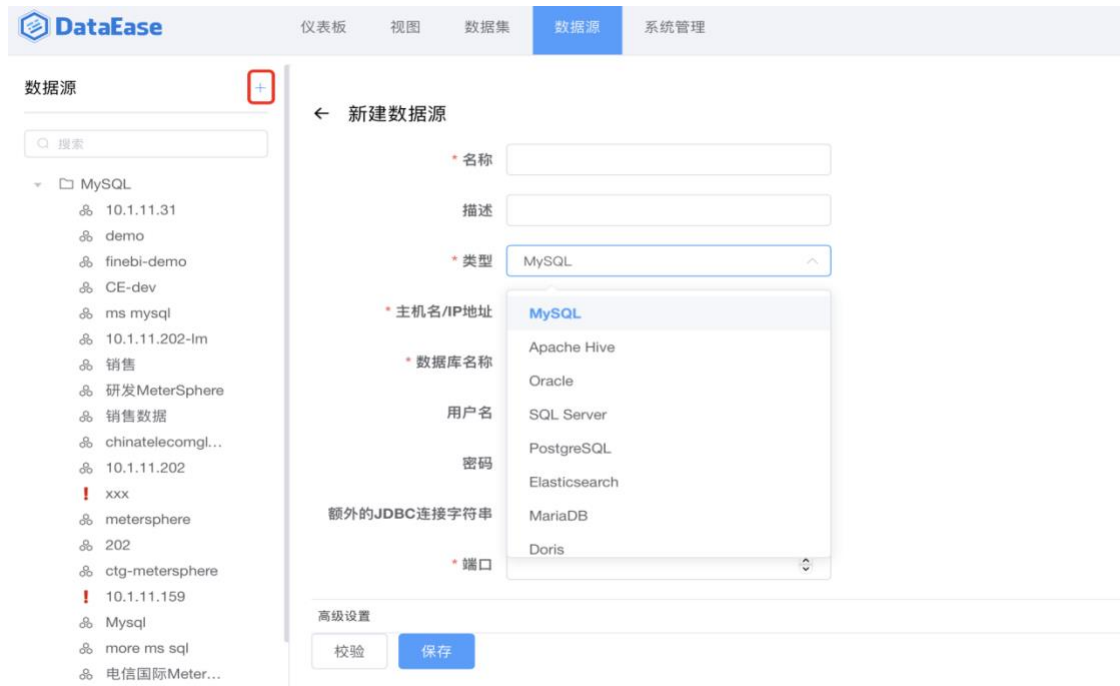 DataEase 仪表板 视图 数据集 数据源 系统管理
数据源 +
搜索
MySQL
10.1.11.31
demo
finebi-demo
CE-dev
ms mysql
10.1.11.202-lm
销售
研发MeterSphere
销售数据
chinatelecomgl...
10.1.11.202
xxx
metersphere
202
ctg-metersphere
10.1.11.159
Mysql
more ms sql
电信国际Meter...
← 新建数据源
* 名称
描述
* 类型 MySQL
* 主机名/IP地址
* 数据库名称
用户名
密码
额外的JDBC连接字符串
* 端口
MySQL
Apache Hive
Oracle
SQL Server
PostgreSQL
Elasticsearch
MariaDB
Doris
高级设置
校验 保存